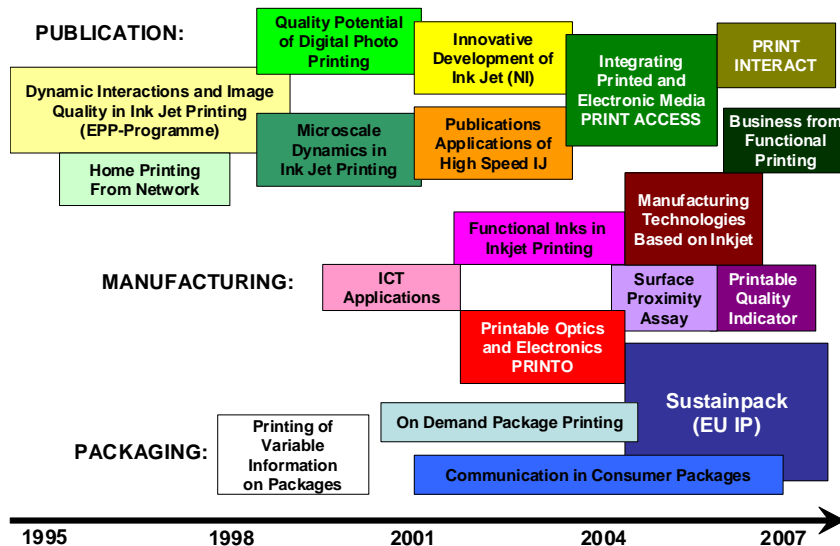 PUBLICATION:
Quality Potential
of Digital Photo
Printing
Innovative
Development of
Ink Jet (NI)
Integrating
Printed and
Electronic Media
PRINT ACCESS
PRINT
INTERACT
Dynamic Interactions and Image
Quality in Ink Jet Printing
(EPP-Programme)
Microscale
Dynamics in
Ink Jet Printing
Publications
Applications of
High Speed IJ
Business from
Functional
Printing
Home Printing
From Network
Manufacturing
Technologies
Based on Inkjet
Functional Inks in
Inkjet Printing
MANUFACTURING:
ICT
Applications
Surface
Proximity
Assay
Printable
Quality
Indicator
Printable Optics
and Electronics
PRINTO
Sustainpack
(EU IP)
On Demand Package Printing
PACKAGING:
Printing of
Variable
Information
on Packages
Communication in Consumer Packages
1995
1998
2001
2004
2007